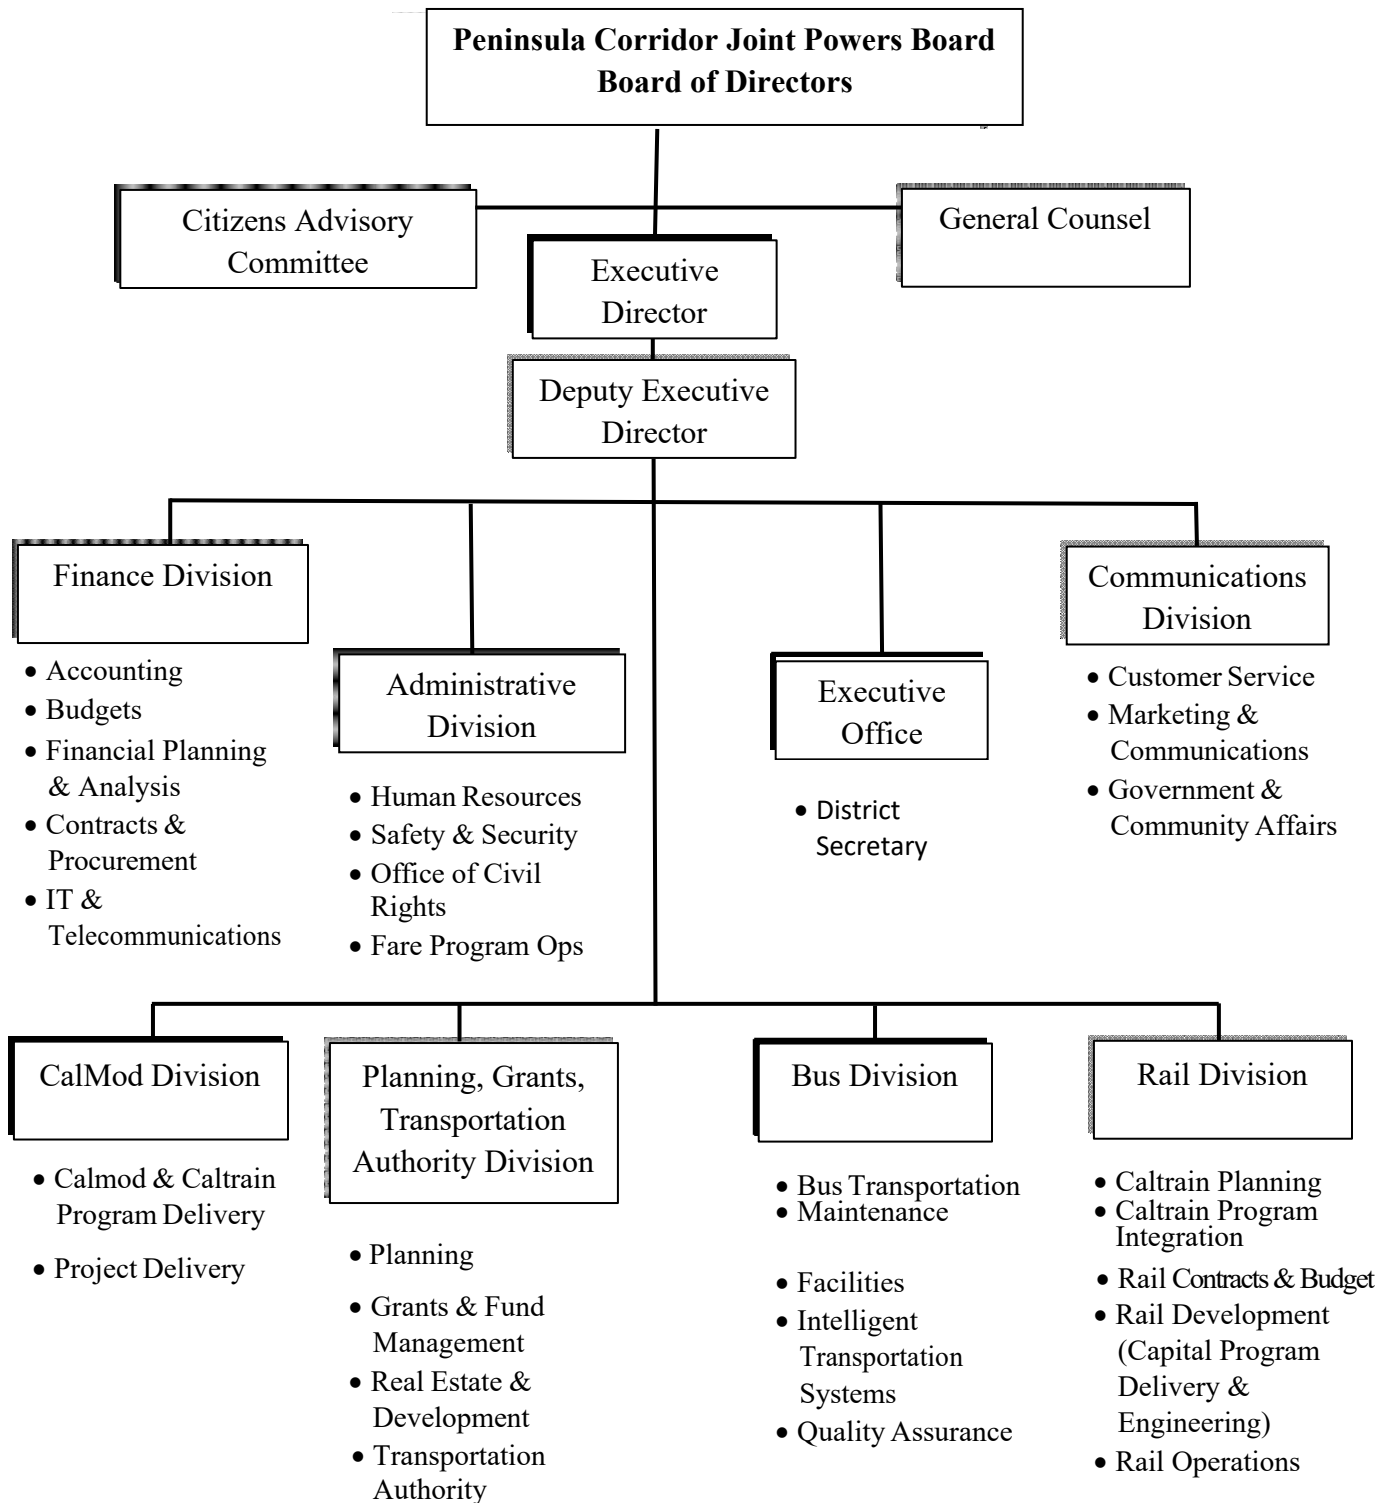 Peninsula Corridor Joint Powers Board
Board of Directors
Citizens Advisory
Committee
General Counsel
Executive
Director
Deputy Executive
Director
Finance Division
• Accounting
• Budgets
• Financial Planning
& Analysis
• Contracts &
Procurement
• IT &
Telecommunications
Administrative
Division
• Human Resources
• Safety & Security
• Office of Civil
Rights
• Fare Program Ops
Executive
Office
• District
Secretary
Communications
Division
• Customer Service
• Marketing &
Communications
• Government &
Community Affairs
CalMod Division
• Calmod & Caltrain
Program Delivery
• Project Delivery
Planning, Grants,
Transportation
Authority Division
• Planning
• Grants & Fund
Management
• Real Estate &
Development
• Transportation
Authority
Bus Division
• Bus Transportation
• Maintenance
• Facilities
• Intelligent
Transportation
Systems
• Quality Assurance
Rail Division
• Caltrain Planning
• Caltrain Program
Integration
• Rail Contracts & Budget
• Rail Development
(Capital Program
Delivery &
Engineering)
• Rail Operations